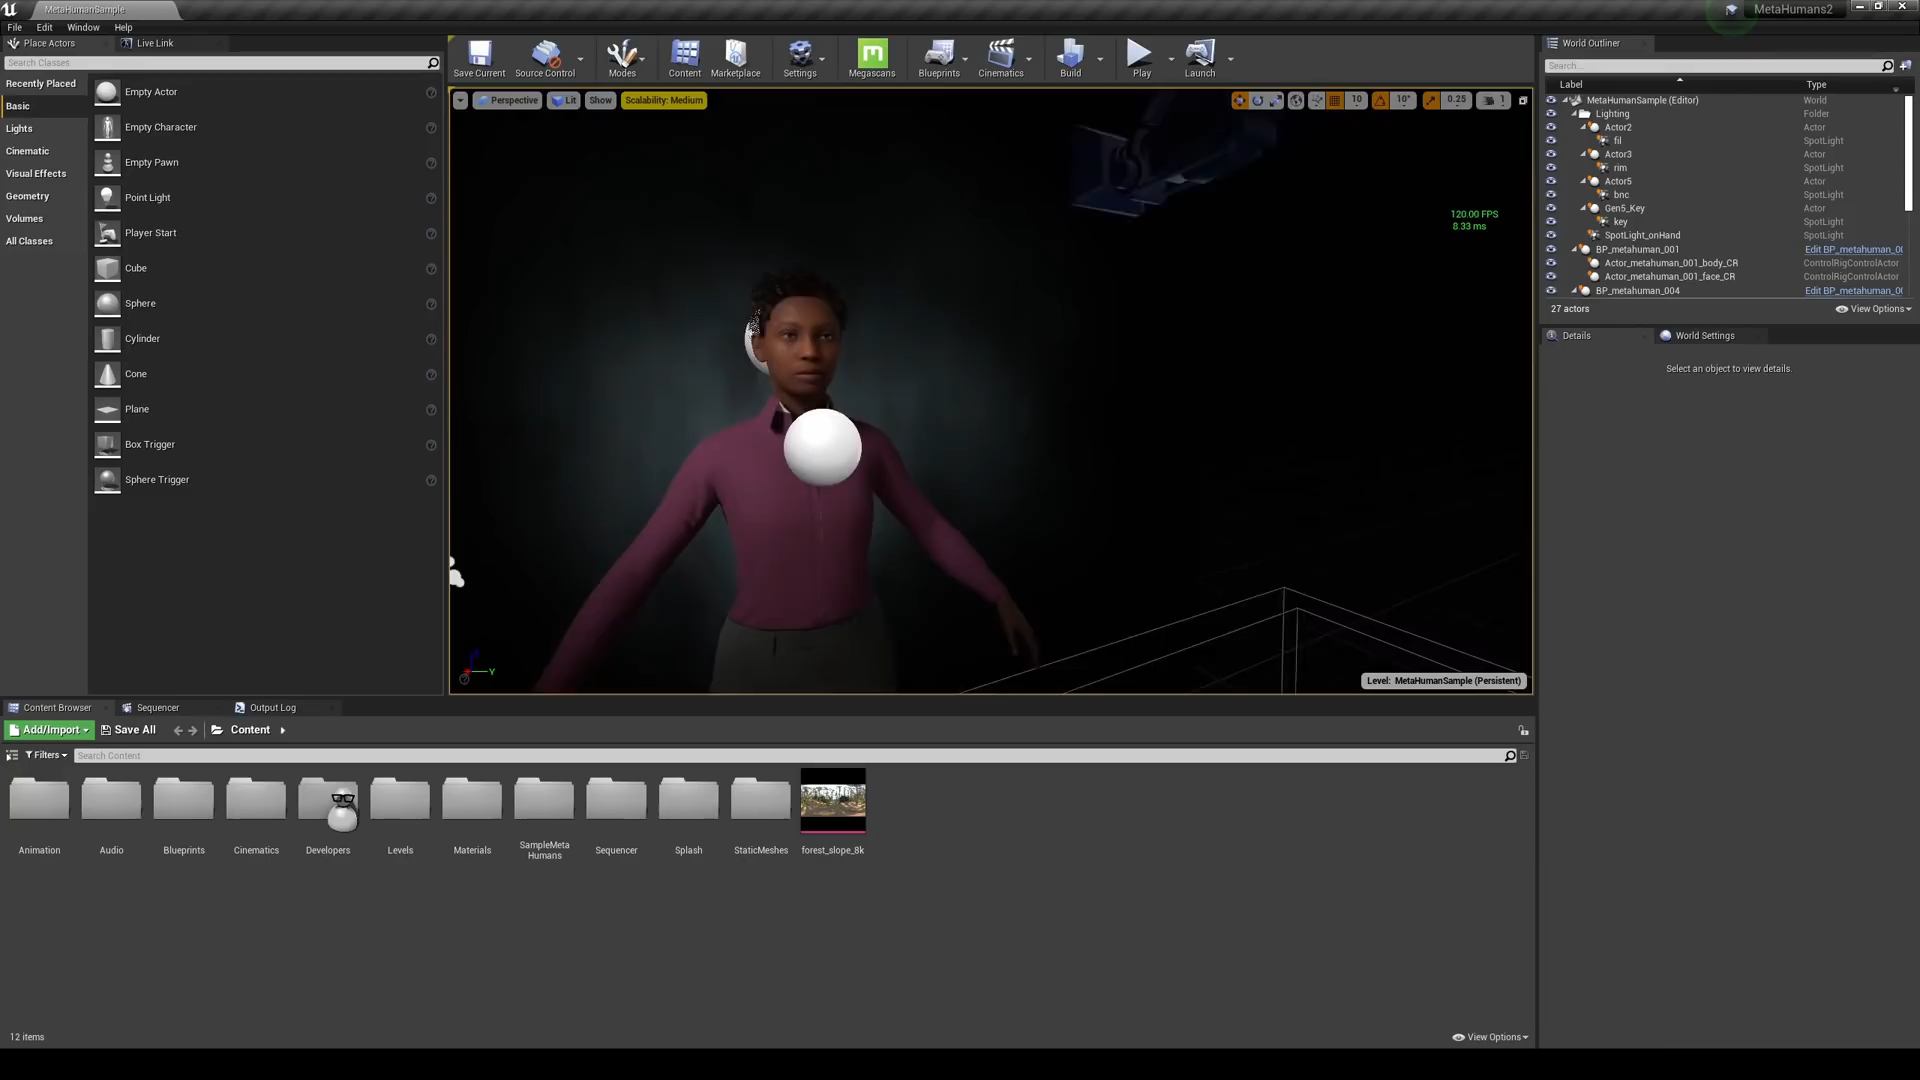 MetaHumanSample
MetaHumans2
File Edit Window Help
Place Actors Live Link
Search Classes
Recently Placed
Basic
Lights
Cinematic
Visual Effects
Geometry
Volumes
All Classes
Empty Actor
Empty Character
Empty Pawn
Point Light
Player Start
Cube
Sphere
Cylinder
Cone
Plane
Box Trigger
Sphere Trigger
Save Current Source Control Modes Content Marketplace Settings Megascans Blueprints Cinematics Build Play Launch
Perspective Lit Show Scalability: Medium 10 10° 0.25 1
120.00 FPS
8.33 ms
Y
Level: MetaHumanSample (Persistent)
World Outliner
Search...
Label Type
MetaHumanSample (Editor) World
Lighting Folder
Actor2 Actor
fil SpotLight
Actor3 Actor
rim SpotLight
Actor5 Actor
bnc SpotLight
Gen5_Key Actor
key SpotLight
SpotLight_onHand SpotLight
BP_metahuman_001 Edit BP_metahuman_00
Actor_metahuman_001_body_CR ControlRigControlActor
Actor_metahuman_001_face_CR ControlRigControlActor
BP_metahuman_004 Edit BP_metahuman_00
27 actors View Options
Details World Settings
Select an object to view details.
Content Browser Sequencer Output Log
Add/Import Save All Content
Filters Search Content
Animation Audio Blueprints Cinematics Developers Levels Materials SampleMeta
Humans Sequencer Splash StaticMeshes forest_slope_8k
12 items View Options